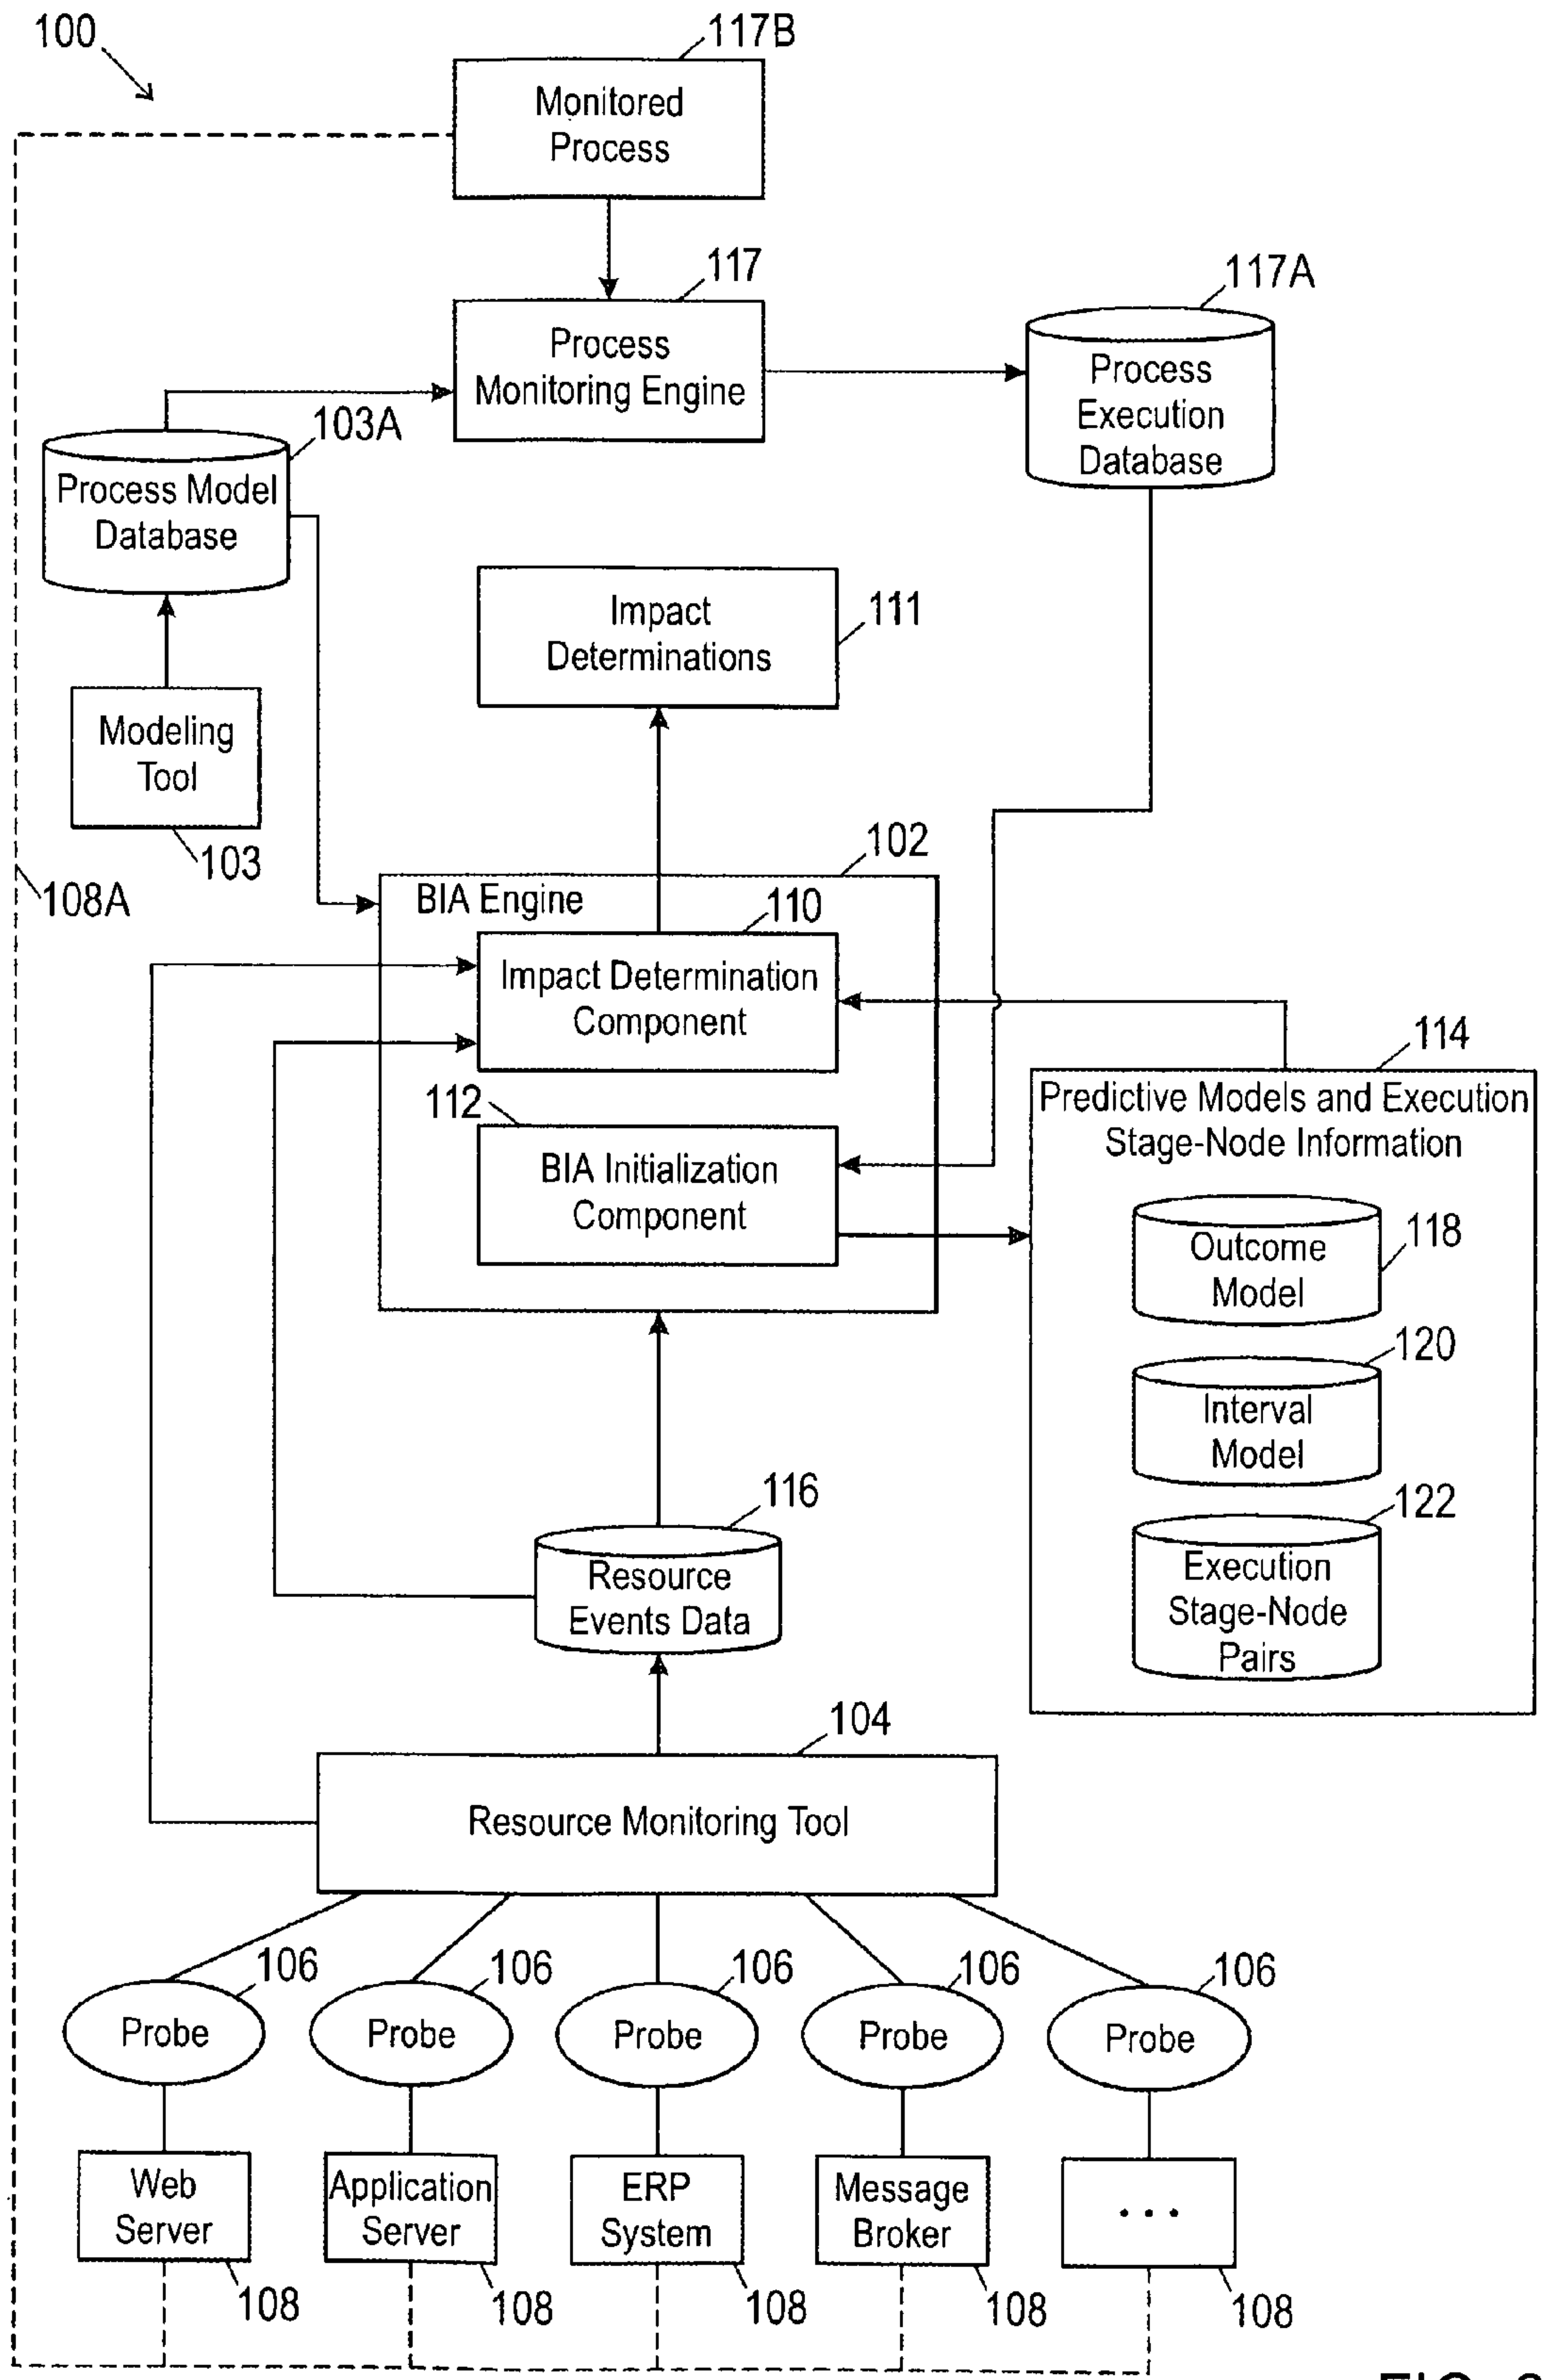 100
117B
Monitored
Process
117
117A
Process
Monitoring Engine
Process
Execution
Database
103A
Process Model
Database
Impact
Determinations
111
Modeling
Tool
103
108A
102
BIA Engine
110
Impact Determination
Component
112
BIA Initialization
Component
114
Predictive Models and Execution
Stage-Node Information
Outcome
Model
118
120
Interval
Model
122
Execution
Stage-Node
Pairs
116
Resource
Events Data
104
Resource Monitoring Tool
106
106
106
106
106
Probe
Probe
Probe
Probe
Probe
Web
Server
Application
Server
ERP
System
Message
Broker
• • •
108
108
108
108
108